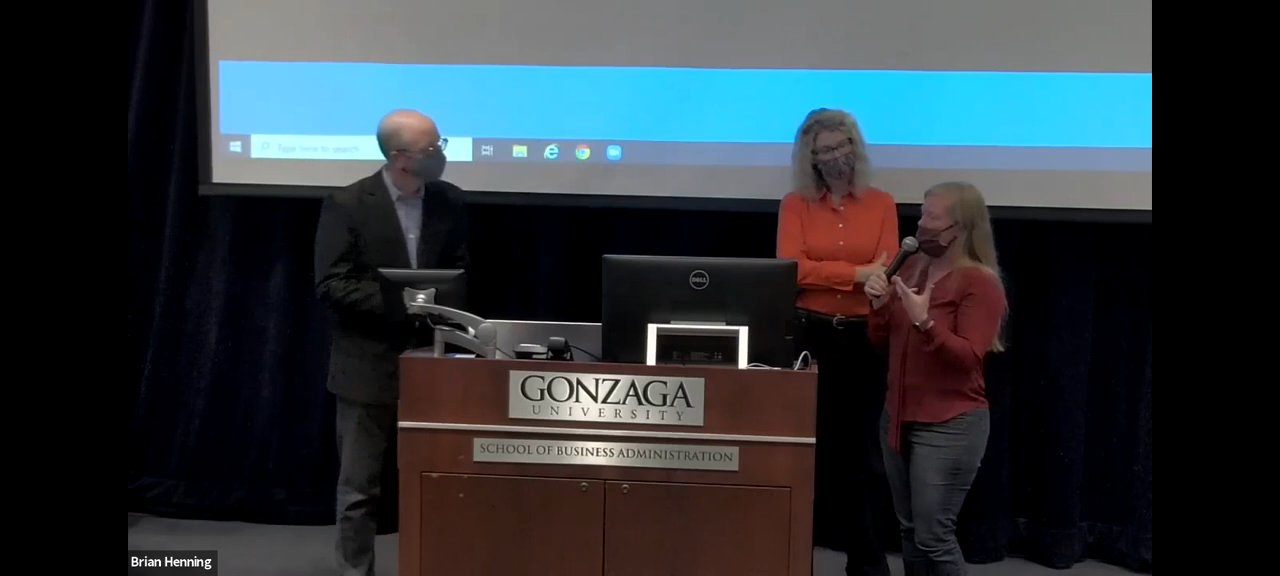 Type here to search
DELL
GONZAGA
UNIVERSITY
SCHOOL OF BUSINESS ADMINISTRATION
Brian Henning